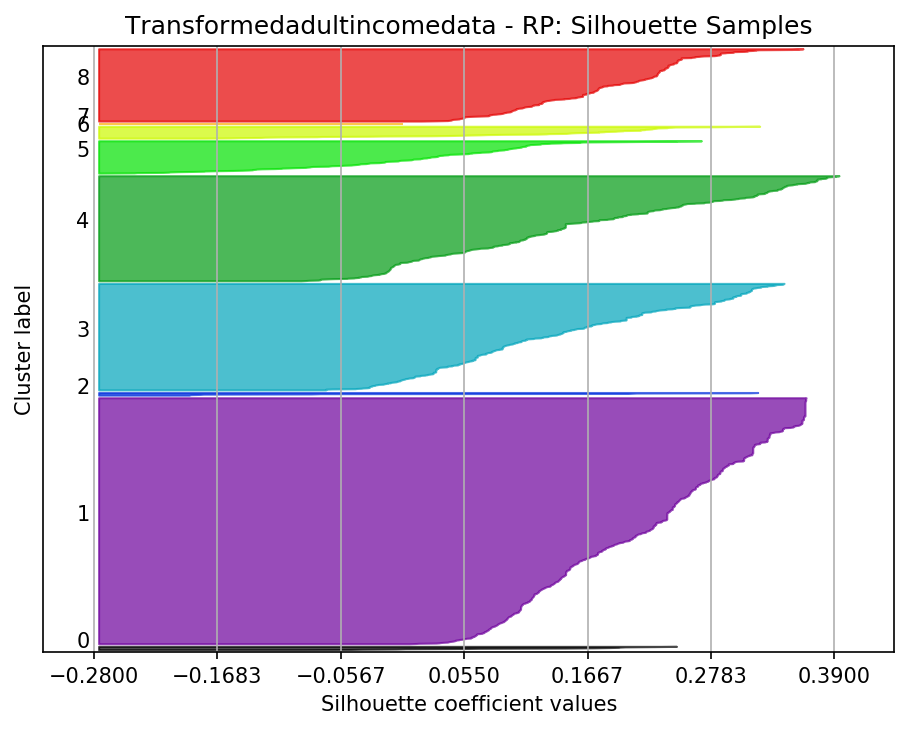 Transformedadultincomedata - RP: Silhouette Samples
8
7
6
5
4
3
2
1
0
Cluster label
−0.2800 −0.1683 −0.0567 0.0550 0.1667 0.2783 0.3900
Silhouette coefficient values